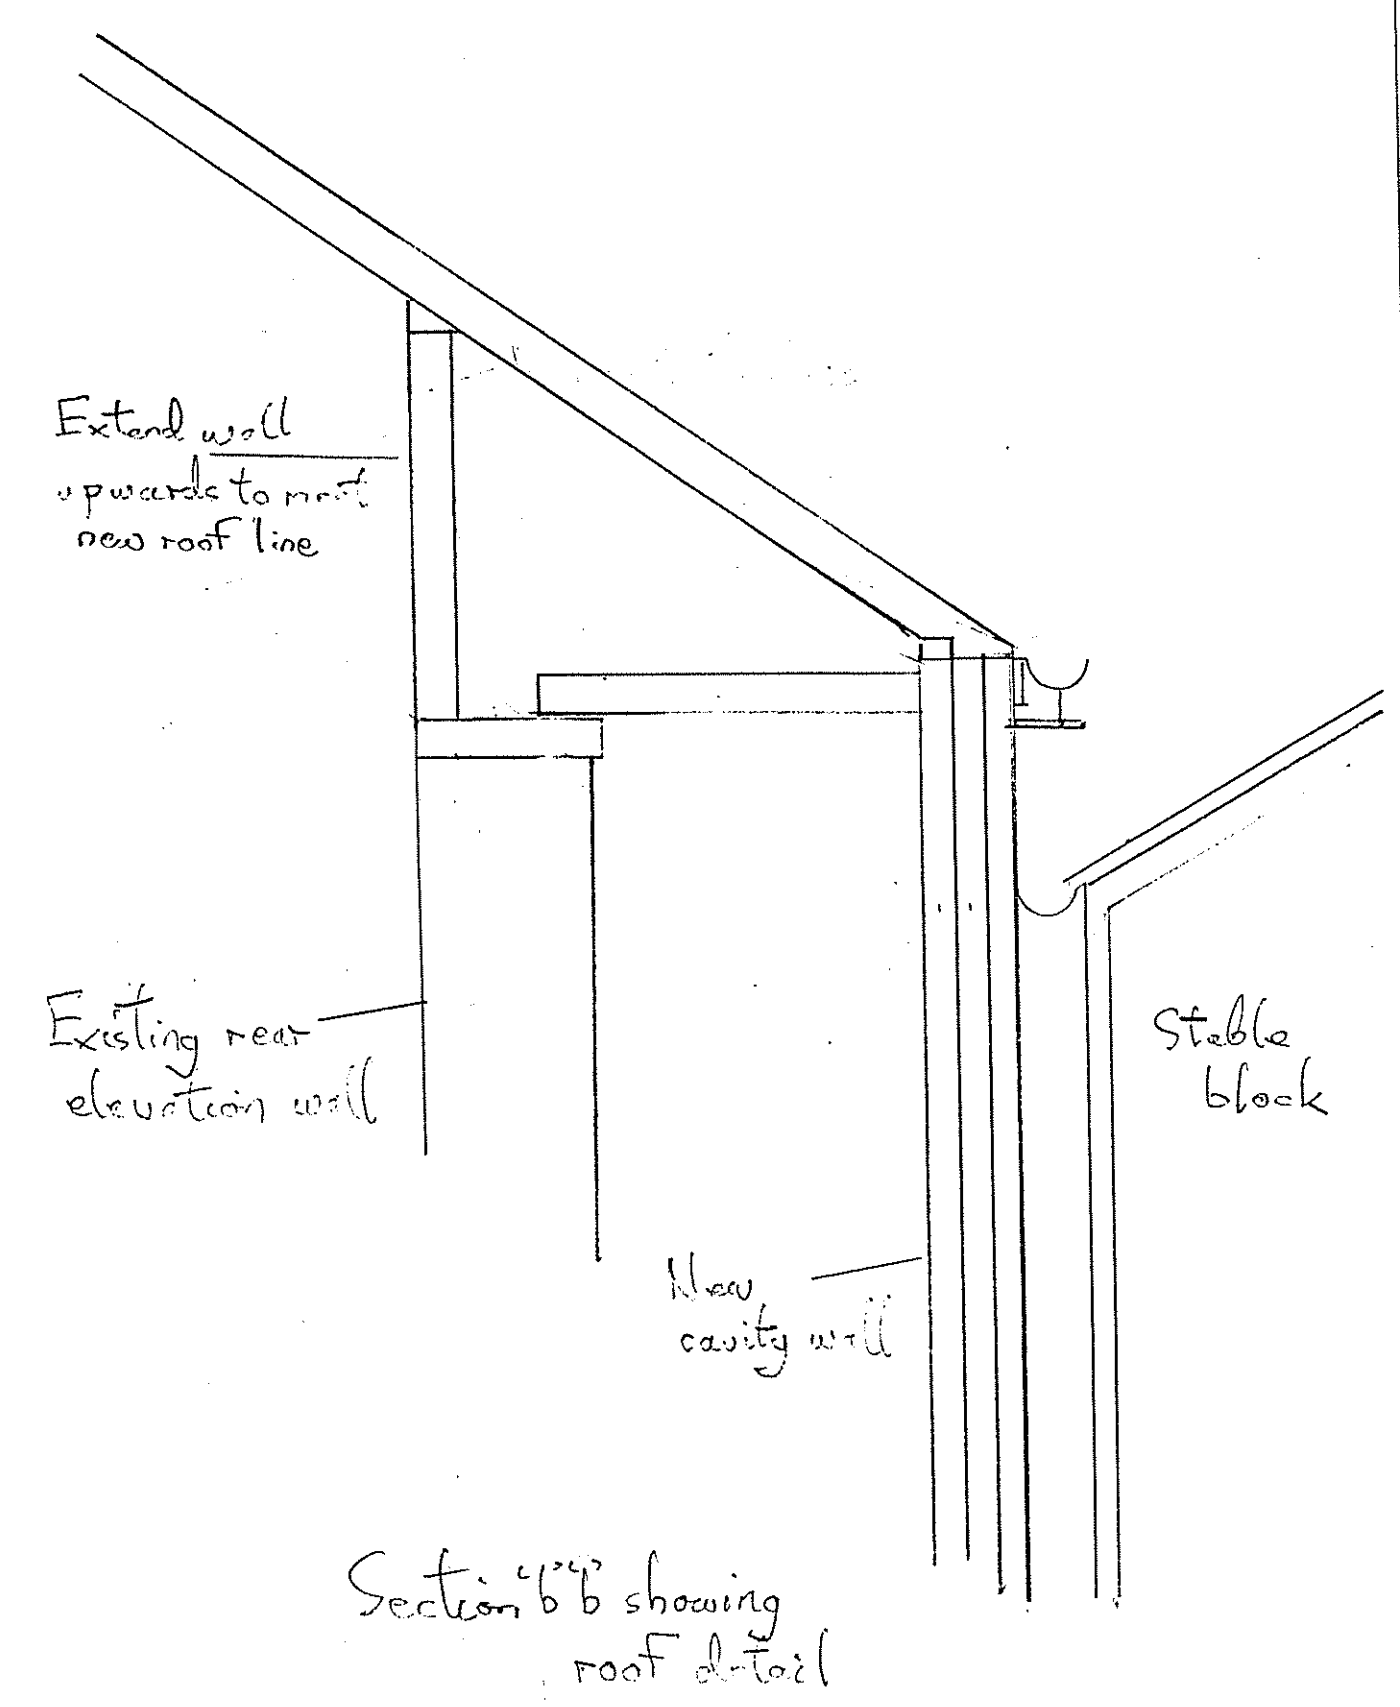 Extend wall
upwards to meet
new roof line
Existing rear
elevation wall
Stable
block
New
cavity wall
Section "b" "b" showing
roof detail